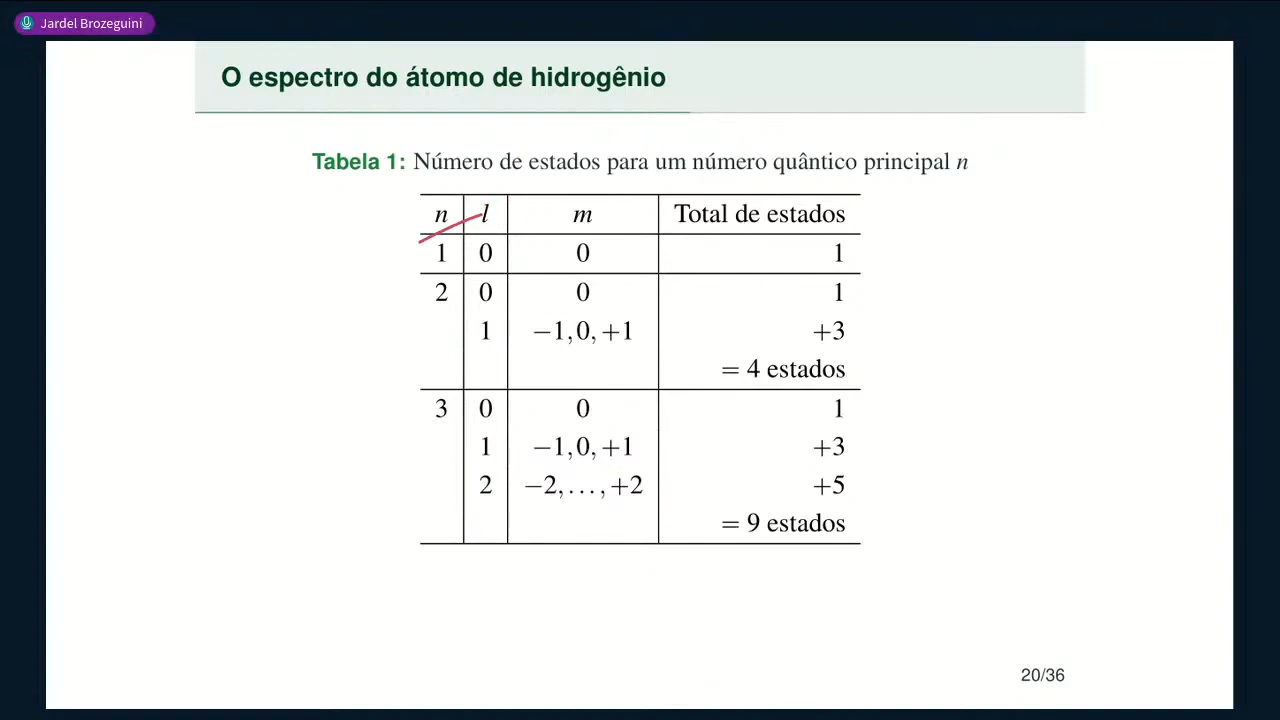 Jardel Brozeguini
O espectro do átomo de hidrogênio
Tabela 1: Número de estados para um número quântico principal n
n l m Total de estados
1 0 0 1
2 0 0 1
1 −1,0,+1 +3
= 4 estados
3 0 0 1
1 −1,0,+1 +3
2 −2,...,+2 +5
= 9 estados
20/36